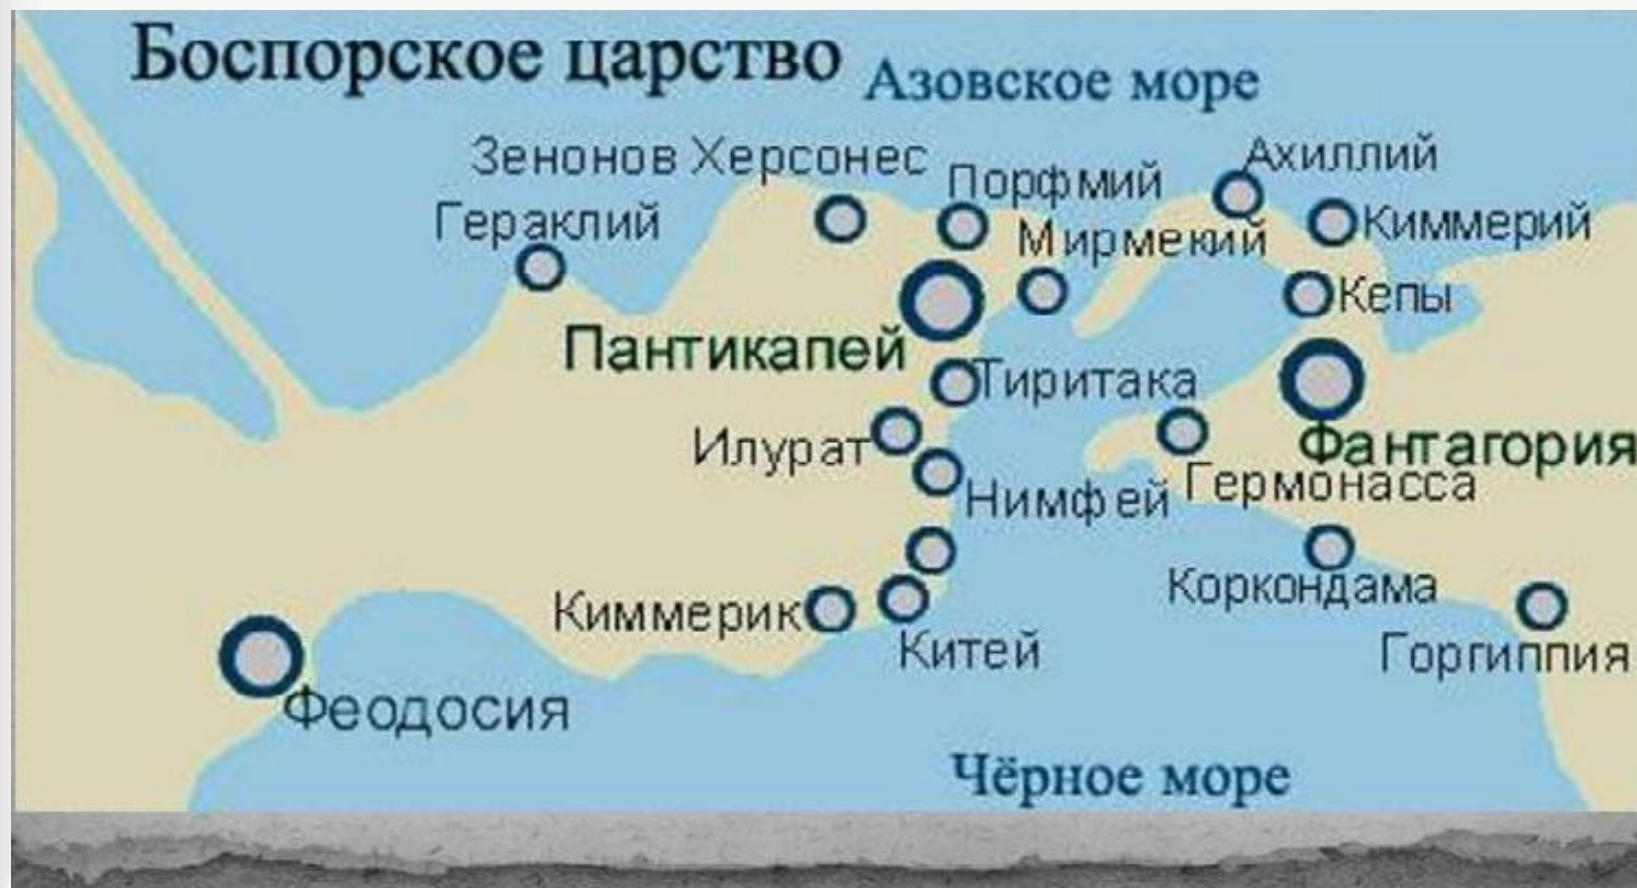 Боспорское царство
Азовское море
Зенонов Херсонес
Ахиллий
Порфмий
Гераклий
Киммерий
Мирмекий
Кепы
Пантикапей
Тиритака
Илурат
Фантагория
Гермонасса
Нимфей
Коркондама
Киммерик
Китей
Горгиппия
Феодосия
Чёрное море